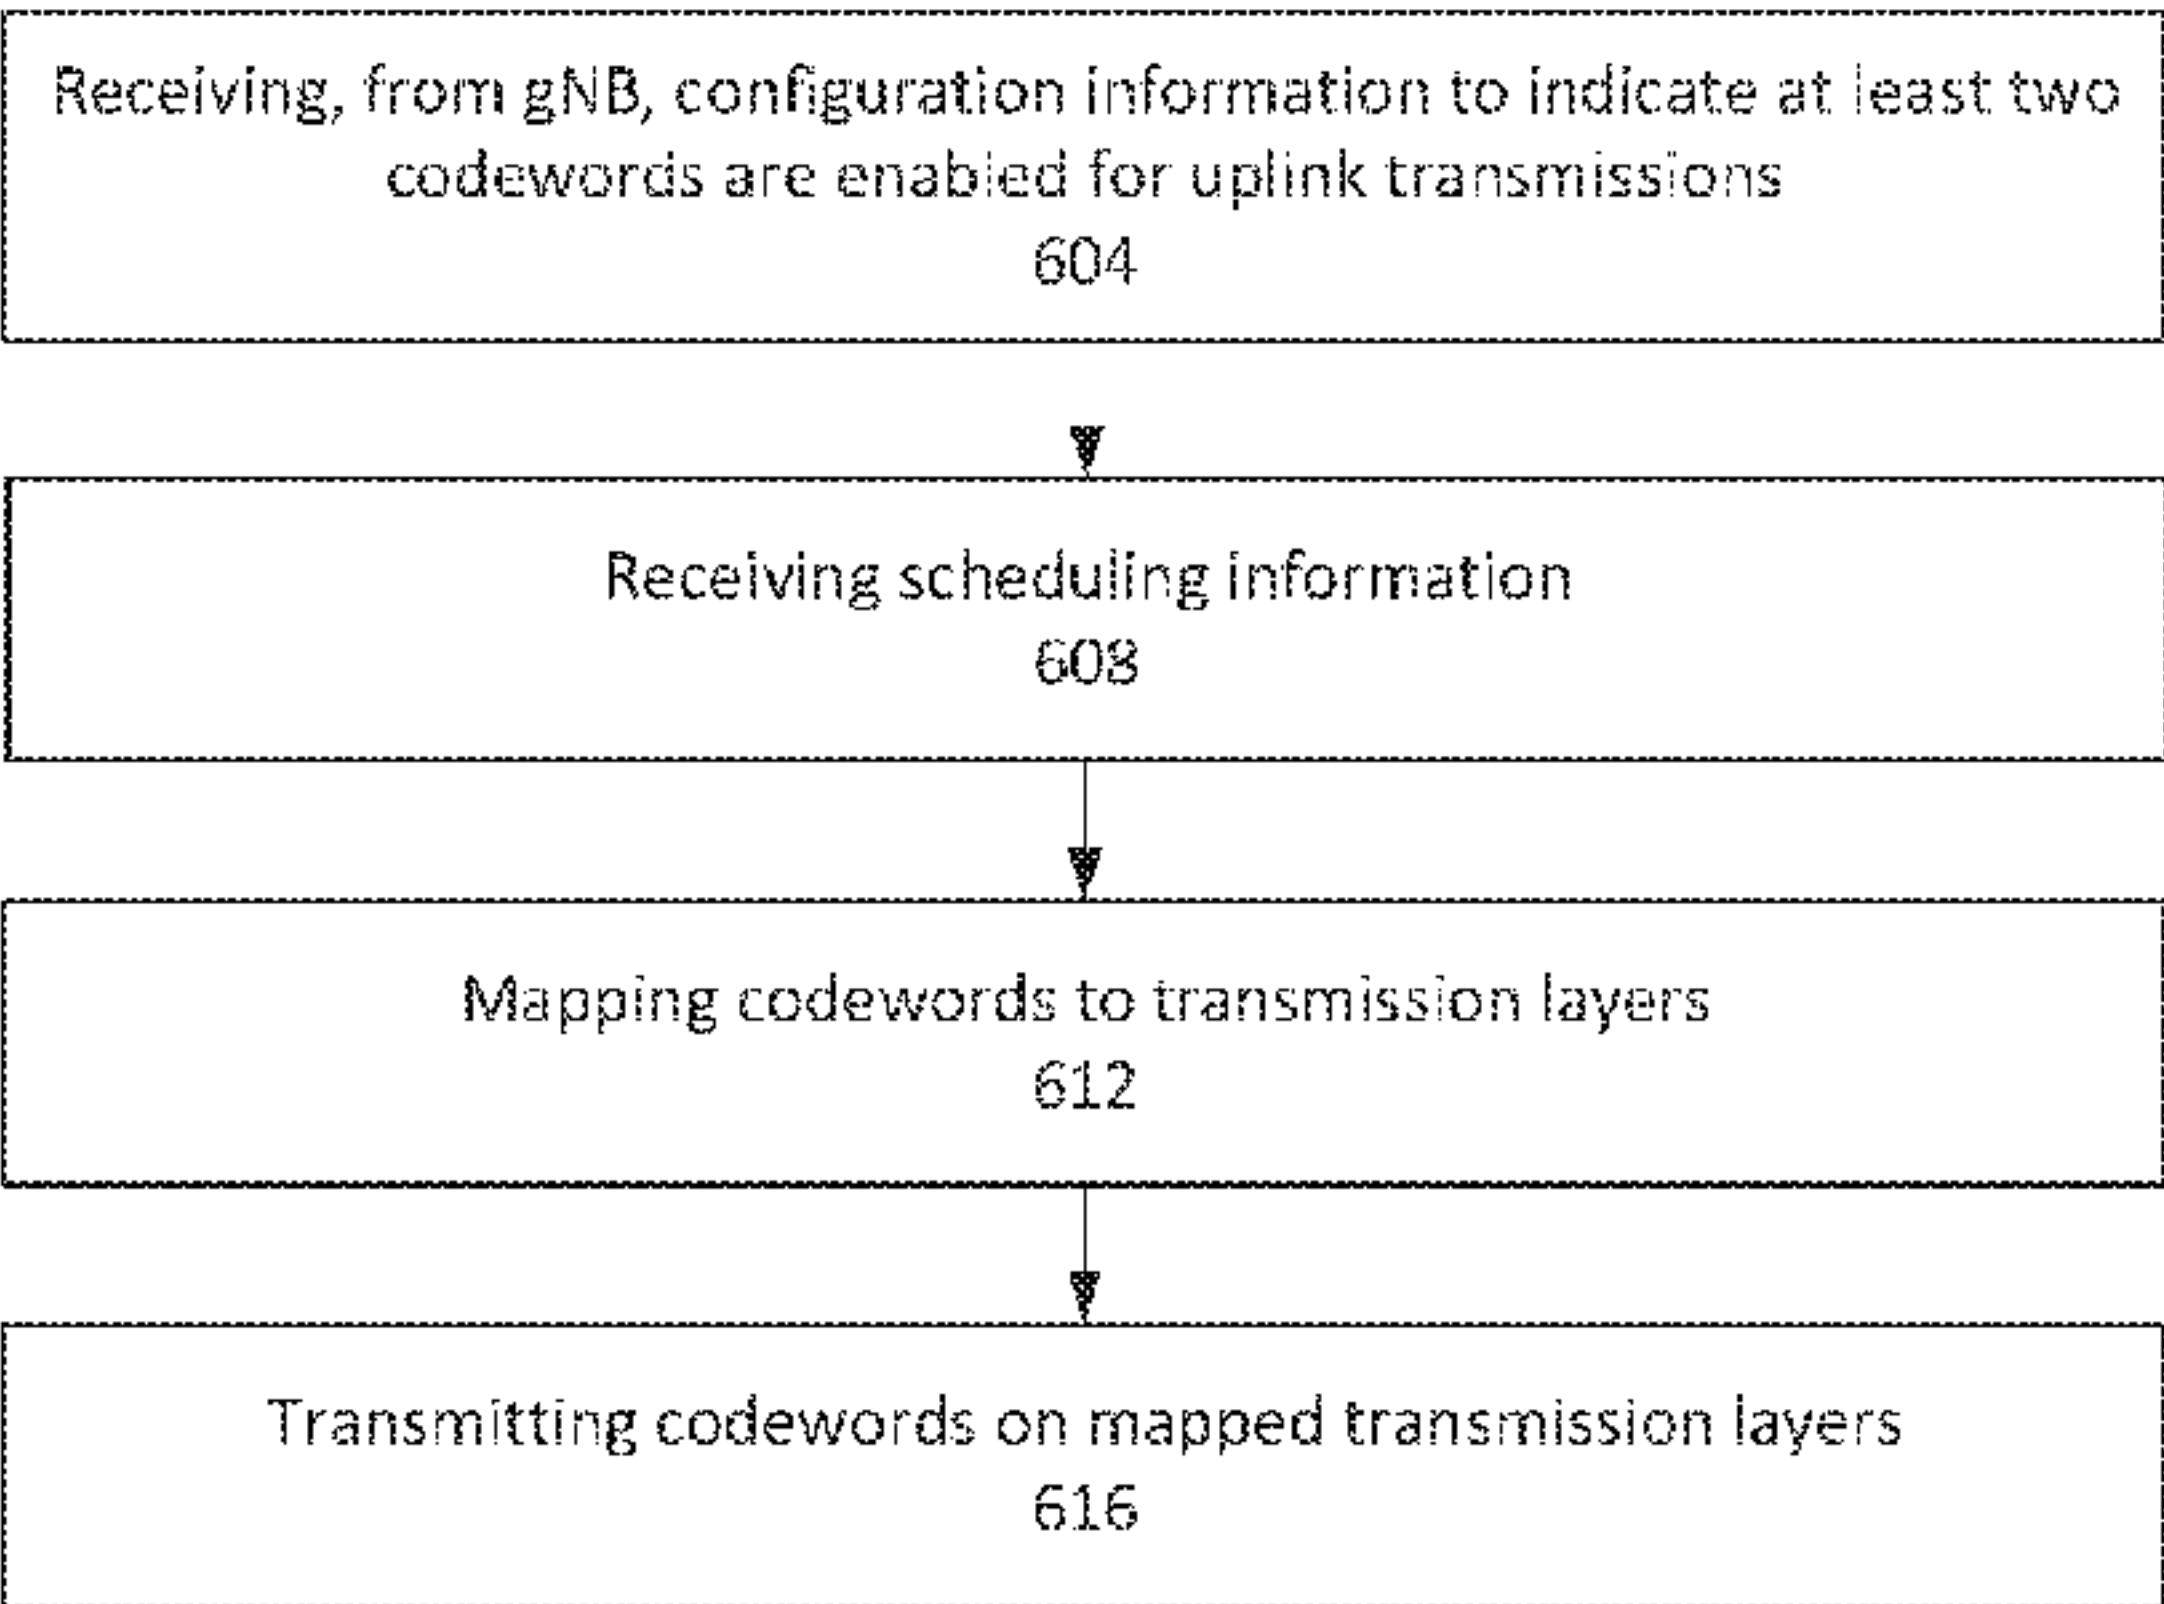 Receiving, from gNB, configuration information to indicate at least two
codewords are enabled for uplink transmissions
604
Receiving scheduling information
608
Mapping codewords to transmission layers
612
Transmitting codewords on mapped transmission layers
616